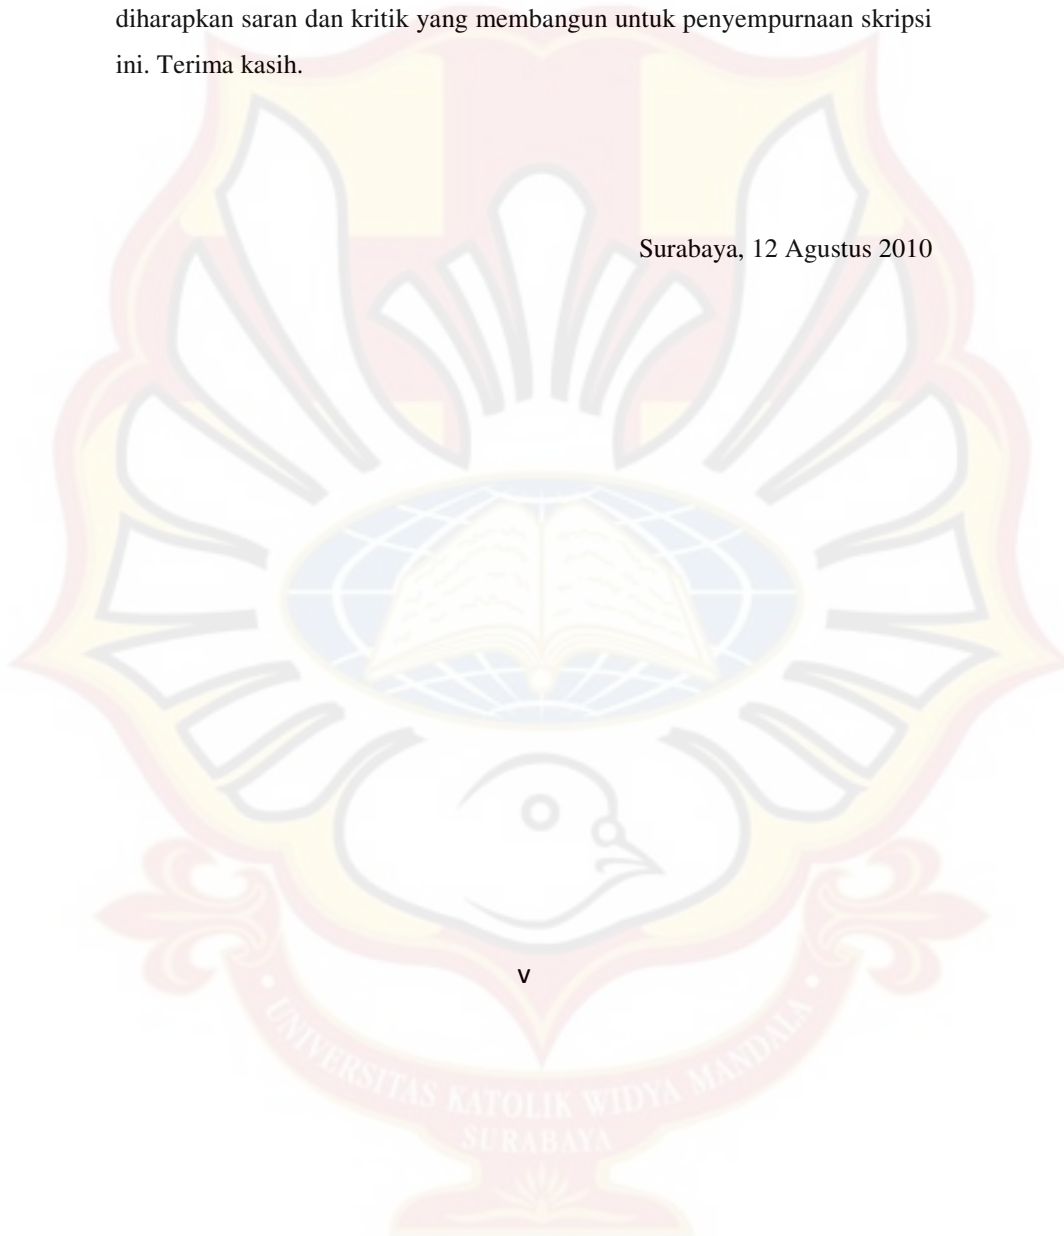 diharapkan saran dan kritik yang membangun untuk penyempurnaan skripsi
ini. Terima kasih.
Surabaya, 12 Agustus 2010
v
• UNIVERSITAS KATOLIK WIDYA MANDALA •
SURABAYA